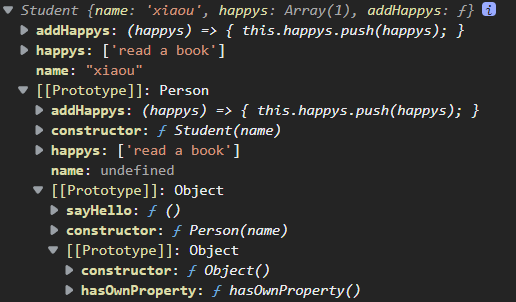 Student {name: 'xiaou', happys: Array(1), addHappys: ƒ} i
addHappys: (happys) => { this.happys.push(happys); }
happys: ['read a book']
name: "xiaou"
[[Prototype]]: Person
addHappys: (happys) => { this.happys.push(happys); }
constructor: ƒ Student(name)
happys: ['read a book']
name: undefined
[[Prototype]]: Object
sayHello: ƒ ()
constructor: ƒ Person(name)
[[Prototype]]: Object
constructor: ƒ Object()
hasOwnProperty: ƒ hasOwnProperty()